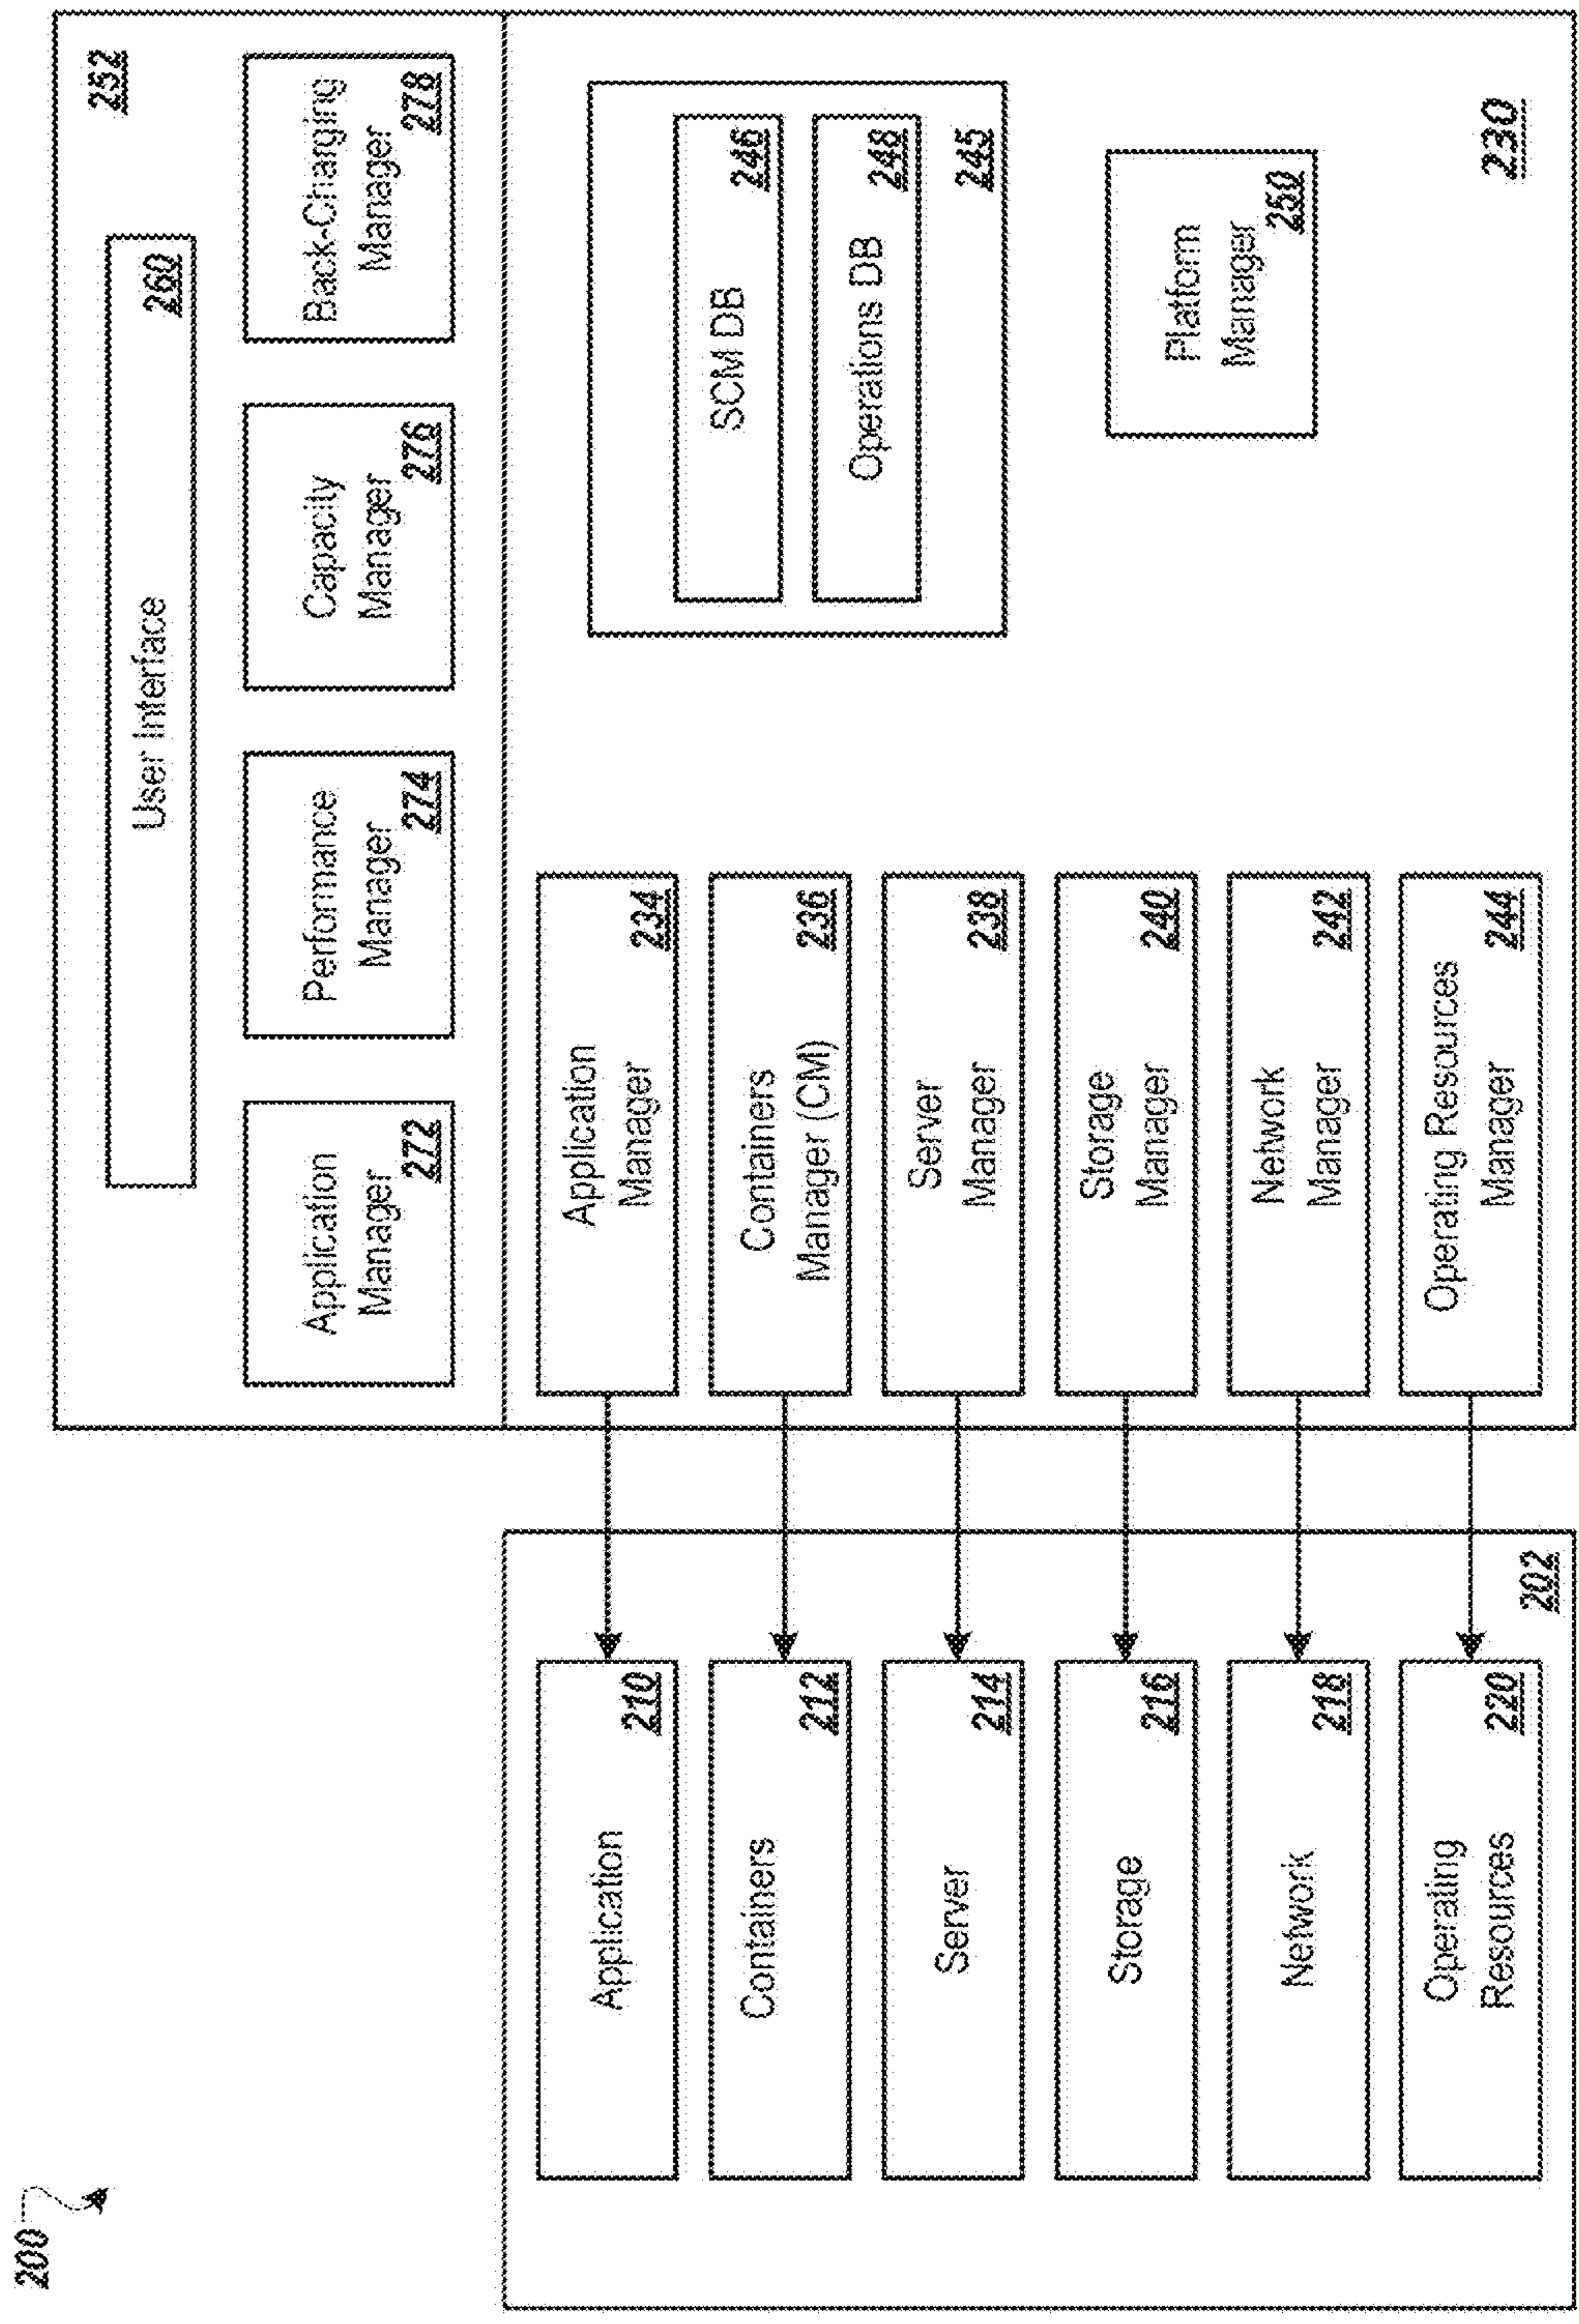 200
252
User Interface
260
Application
Manager
272
Performance
Manager
274
Capacity
Manager
276
Back-Charging
Manager
278
Application
210
Containers
212
Server
214
Storage
216
Network
218
Operating
Resources
220
202
Application
Manager
234
Containers
Manager (CM)
236
Server
Manager
238
Storage
Manager
240
Network
Manager
242
Operating Resources
Manager
244
SCM DB
246
Operations DB
248
245
Platform
Manager
250
230